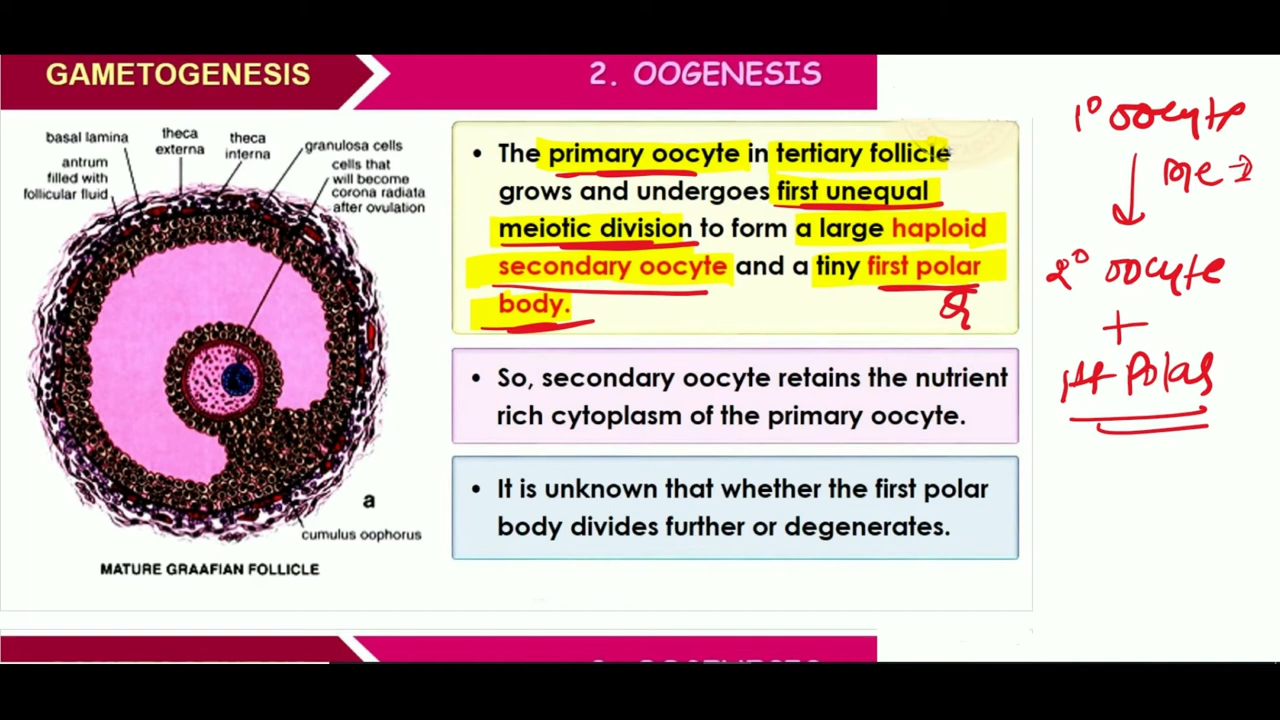 GAMETOGENESIS
2. OOGENESIS
basal lamina
theca
externa
theca
interna
granulosa cells
antrum
filled with
follicular fluid
cells that
will become
corona radiata
after ovulation
a
cumulus oophorus
MATURE GRAAFIAN FOLLICLE
• The primary oocyte in tertiary follicle
grows and undergoes first unequal
meiotic division to form a large haploid
secondary oocyte and a tiny first polar
body.
• So, secondary oocyte retains the nutrient
rich cytoplasm of the primary oocyte.
• It is unknown that whether the first polar
body divides further or degenerates.
1° oocyte
2° oocyte
+
Polar